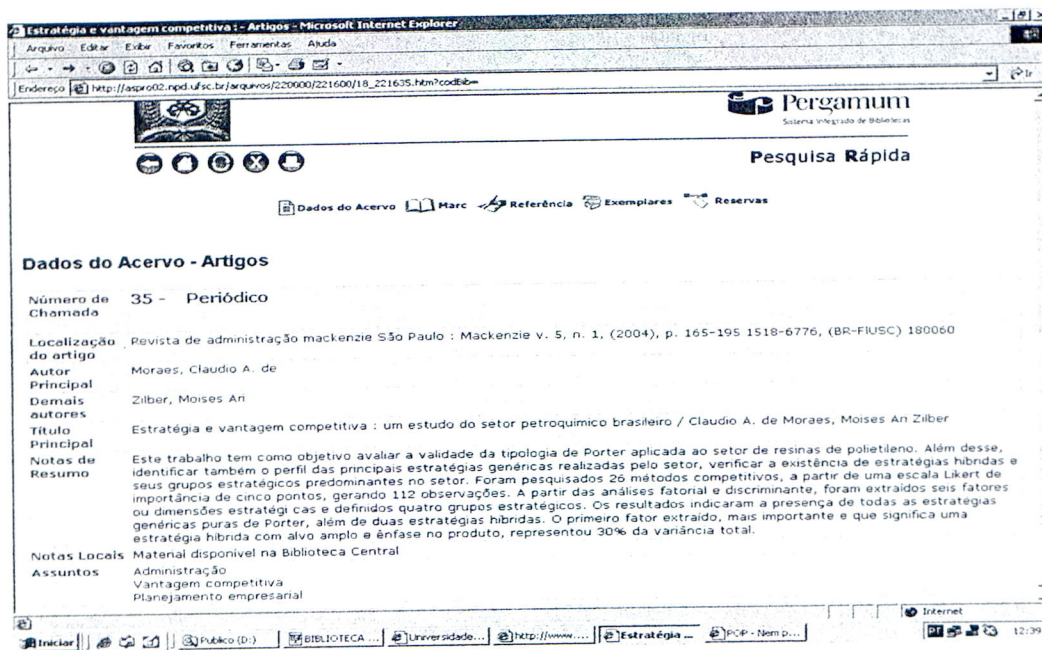 Estratégia e vantagem competitiva : - Artigos - Microsoft Internet Explorer
Arquivo Editar Exibir Favoritos Ferramentas Ajuda
Endereço http://aspro02.npd.ufsc.br/arquivos/220000/221600/18_221635.htm?codBib=
Ir
Pergamum
Sistema Integrado de Bibliotecas
Pesquisa Rápida
Dados do Acervo Marc Referência Exemplares Reservas
Dados do Acervo - Artigos
Número de Chamada 35 - Periódico
Localização do artigo Revista de administração mackenzie São Paulo : Mackenzie v. 5, n. 1, (2004), p. 165-195 1518-6776, (BR-FlUSC) 180060
Autor Principal Moraes, Claudio A. de
Demais autores Zilber, Moises Ari
Título Principal Estratégia e vantagem competitiva : um estudo do setor petroquimico brasileiro / Claudio A. de Moraes, Moises Ari Zilber
Notas de Resumo Este trabalho tem como objetivo avaliar a validade da tipologia de Porter aplicada ao setor de resinas de polietileno. Além desse,
identificar também o perfil das principais estratégias genéricas realizadas pelo setor, verificar a existência de estratégias híbridas e
seus grupos estratégicos predominantes no setor. Foram pesquisados 26 métodos competitivos, a partir de uma escala Likert de
importância de cinco pontos, gerando 112 observações. A partir das análises fatorial e discriminante, foram extraídos seis fatores
ou dimensões estratégi cas e definidos quatro grupos estratégicos. Os resultados indicaram a presença de todas as estratégias
genéricas puras de Porter, além de duas estratégias híbridas. O primeiro fator extraído, mais importante e que significa uma
estratégia híbrida com alvo amplo e ênfase no produto, representou 30% da variância total.
Notas Locais Material disponível na Biblioteca Central
Assuntos Administração
Vantagem competitiva
Planejamento empresarial
Internet
Iniciar Publico (D:) BIBLIOTECA ... Universidade... http://www.... Estratégia ... POP - Nem p... PT 12:39